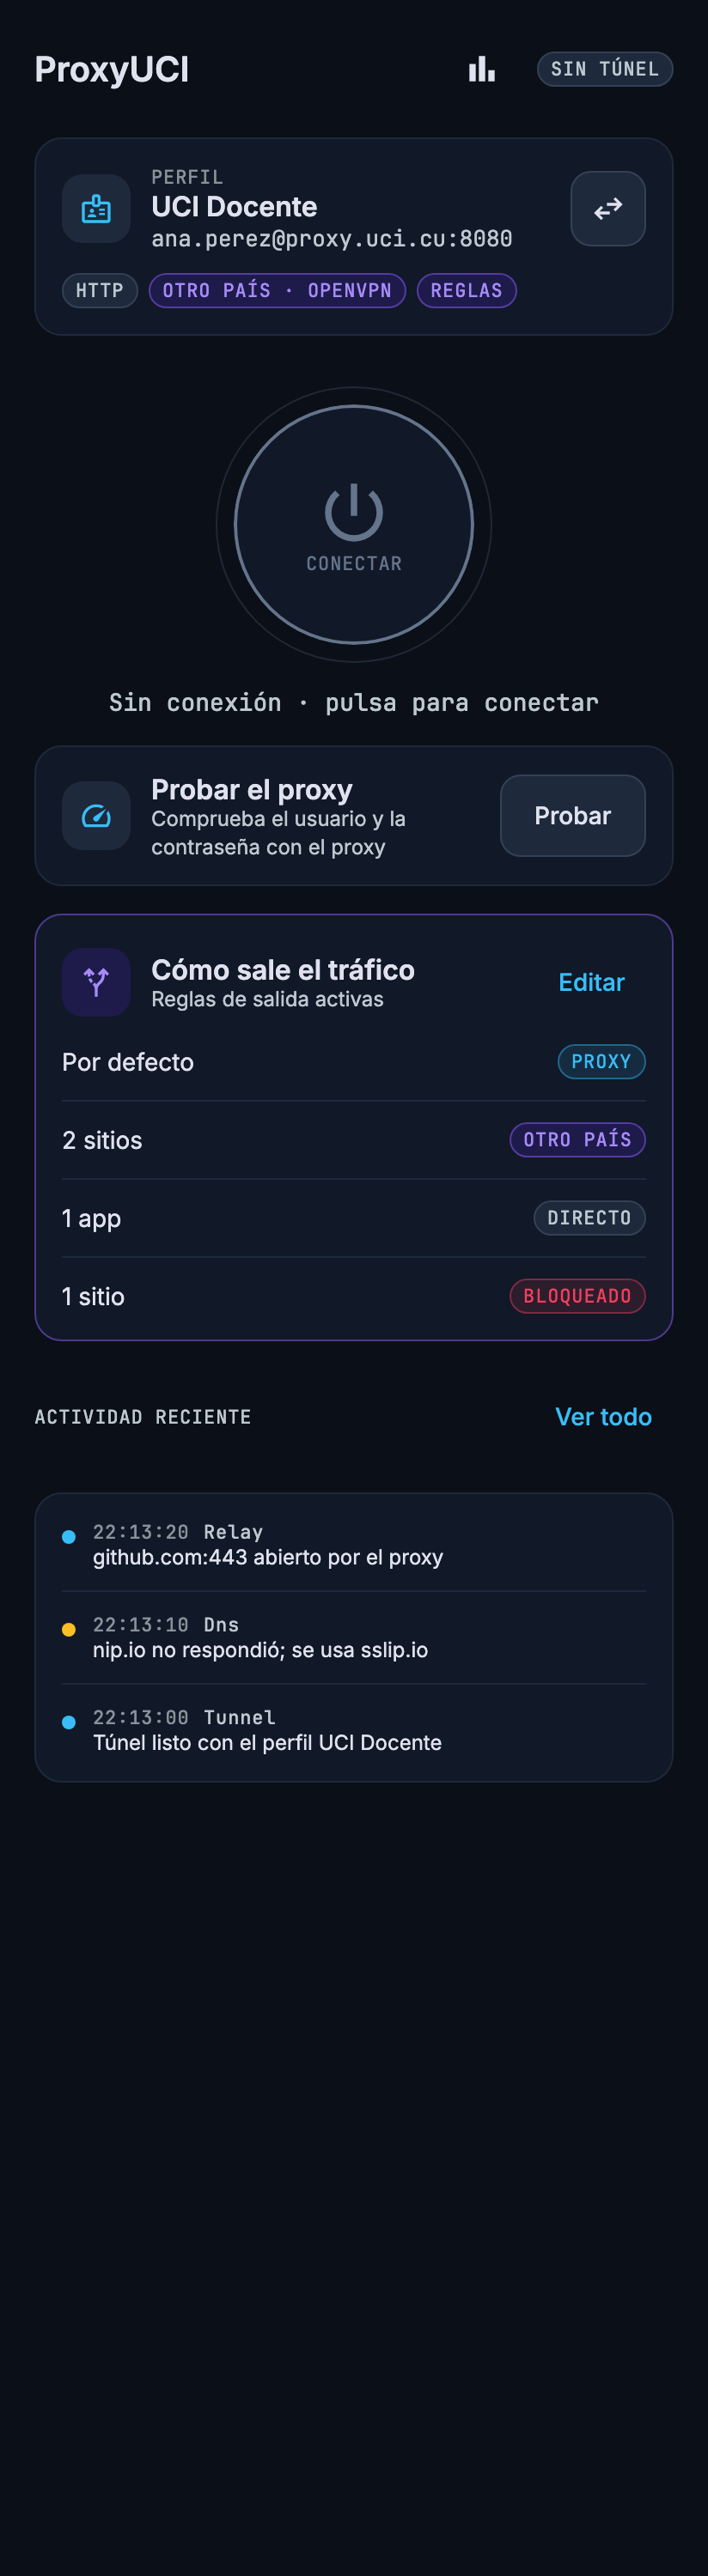 ProxyUCI
SIN TÚNEL
PERFIL
UCI Docente
ana.perez@proxy.uci.cu:8080
HTTP
OTRO PAÍS · OPENVPN
REGLAS
CONECTAR
Sin conexión · pulsa para conectar
Probar el proxy
Comprueba el usuario y la
contraseña con el proxy
Probar
Cómo sale el tráfico
Reglas de salida activas
Editar
Por defecto
PROXY
2 sitios
OTRO PAÍS
1 app
DIRECTO
1 sitio
BLOQUEADO
ACTIVIDAD RECIENTE
Ver todo
22:13:20 Relay
github.com:443 abierto por el proxy
22:13:10 Dns
nip.io no respondió; se usa sslip.io
22:13:00 Tunnel
Túnel listo con el perfil UCI Docente